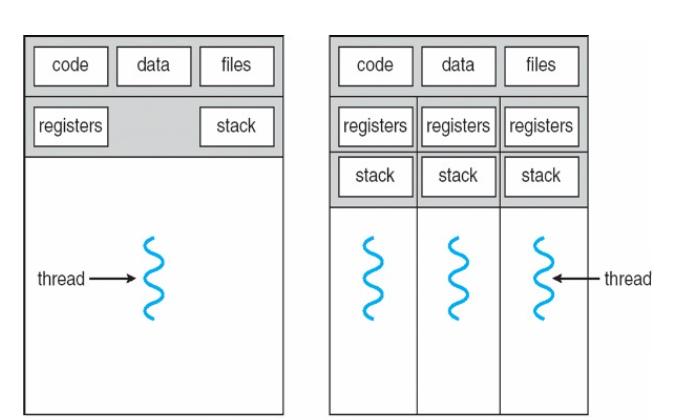 code data files
registers stack
thread
code data files
registers registers registers
stack stack stack
thread